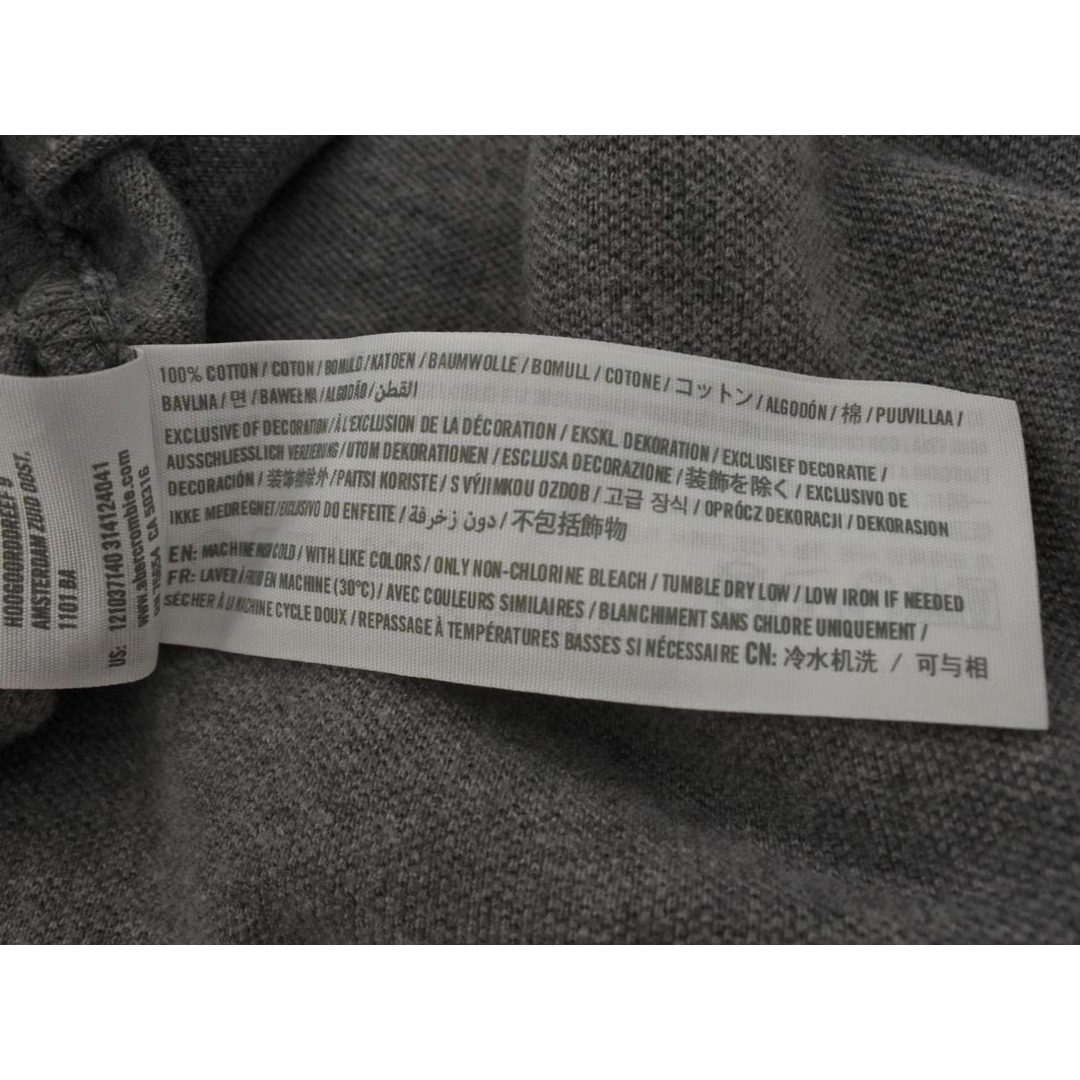 100% COTTON / COTON / BOMULD / KATOEN / BAUMWOLLE / BOMULL / COTONE / コットン / ALGODÓN / 棉 / PUUVILLAA /
BAVLNA / 면 / BAWEŁNA / ALGODÃO / القطن
EXCLUSIVE OF DECORATION / À L'EXCLUSION DE LA DÉCORATION / EKSKL. DEKORATION / EXCLUSIEF DECORATIE /
AUSSCHLIESSLICH VERZIERUNG / UTOM DEKORATIONEN / ESCLUSA DECORAZIONE / 装飾を除く / EXCLUSIVO DE
DECORACIÓN / 装飾物除外 / PAITSI KORISTE / S VÝJIMKOU OZDOB / 고급 장식 / OPRÓCZ DEKORACJI / DEKORASJON
IKKE MEDREGNET / EXCLUSIVO DO ENFEITE / دون زخرفة / 不包括飾物
EN: MACHINE WASH COLD / WITH LIKE COLORS / ONLY NON-CHLORINE BLEACH / TUMBLE DRY LOW / LOW IRON IF NEEDED
FR: LAVER À FROID EN MACHINE (30°C) / AVEC COULEURS SIMILAIRES / BLANCHIMENT SANS CHLORE UNIQUEMENT /
SÉCHER À LA MACHINE CYCLE DOUX / REPASSAGE À TEMPÉRATURES BASSES SI NÉCESSAIRE CN: 冷水机洗 / 可与相
HOOGOORDDREEF 9
AMSTERDAM ZUID OOST,
1101 BA
US: 121037140 314124041
www.abercrombie.com
CA 50316